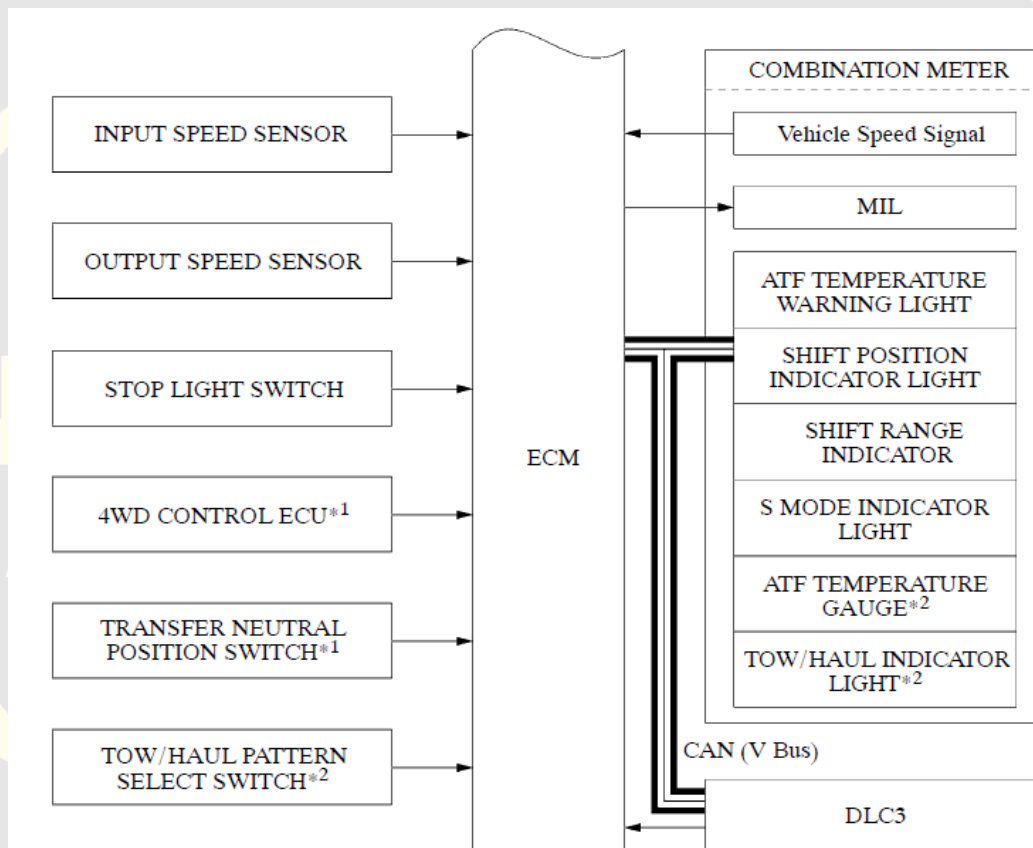 INPUT SPEED SENSOR
OUTPUT SPEED SENSOR
STOP LIGHT SWITCH
4WD CONTROL ECU*1
TRANSFER NEUTRAL
POSITION SWITCH*1
TOW/HAUL PATTERN
SELECT SWITCH*2
ECM
COMBINATION METER
Vehicle Speed Signal
MIL
ATF TEMPERATURE
WARNING LIGHT
SHIFT POSITION
INDICATOR LIGHT
SHIFT RANGE
INDICATOR
S MODE INDICATOR
LIGHT
ATF TEMPERATURE
GAUGE*2
TOW/HAUL INDICATOR
LIGHT*2
CAN (V Bus)
DLC3